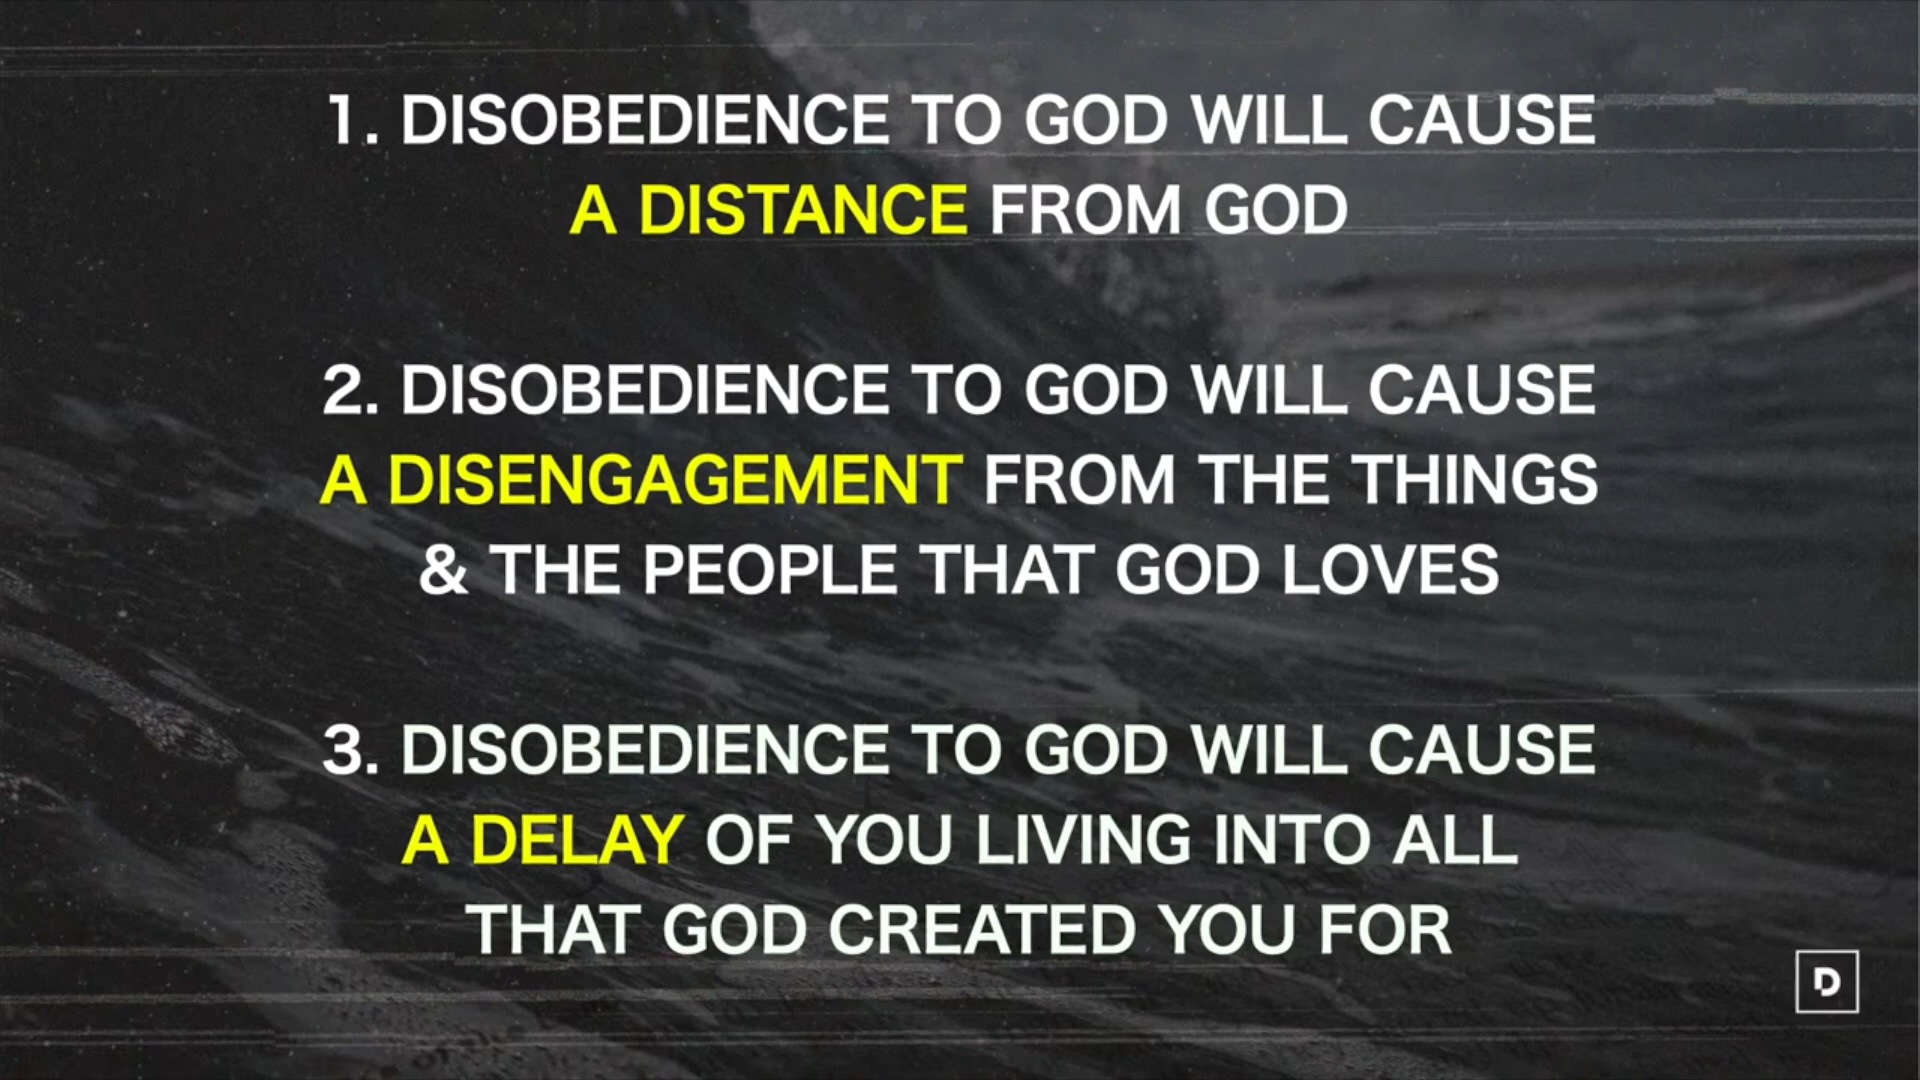 1. DISOBEDIENCE TO GOD WILL CAUSE
A DISTANCE FROM GOD
2. DISOBEDIENCE TO GOD WILL CAUSE
A DISENGAGEMENT FROM THE THINGS
& THE PEOPLE THAT GOD LOVES
3. DISOBEDIENCE TO GOD WILL CAUSE
A DELAY OF YOU LIVING INTO ALL
THAT GOD CREATED YOU FOR
D